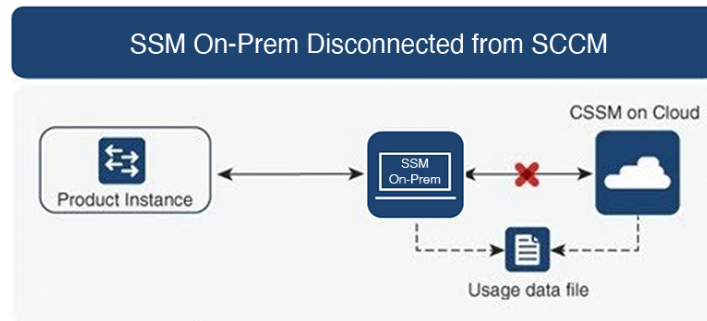 SSM On-Prem Disconnected from SCCM
CSSM on Cloud
SSM
On-Prem
Product Instance
Usage data file